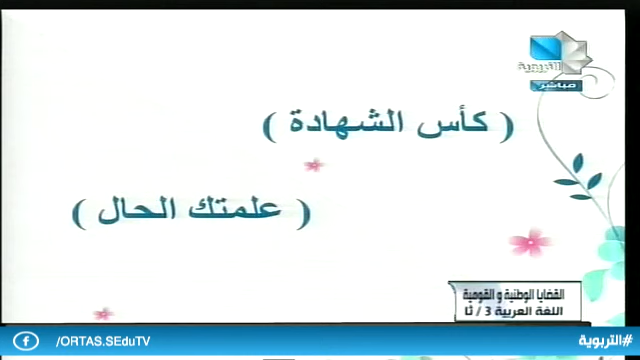 التربوية
مباشر
( كأس الشهادة )
( علمتك الحال )
القضايا الوطنية و القومية
اللغة العربية 3 / ثا
/ORTAS.SEduTV
#التربوية